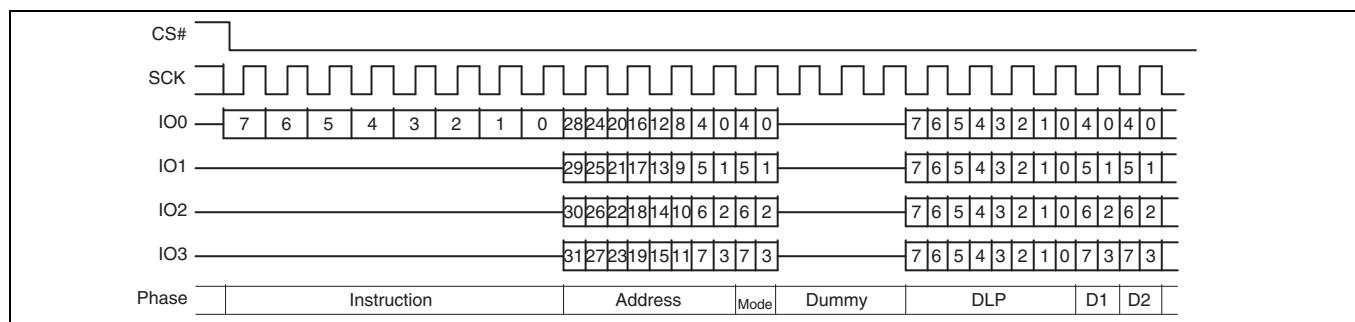 CS#
SCK
IO0 7 6 5 4 3 2 1 0 28 24 20 16 12 8 4 0 4 0 7 6 5 4 3 2 1 0 4 0 4 0
IO1 29 25 21 17 13 9 5 1 5 1 7 6 5 4 3 2 1 0 5 1 5 1
IO2 30 26 22 18 14 10 6 2 6 2 7 6 5 4 3 2 1 0 6 2 6 2
IO3 31 27 23 19 15 11 7 3 7 3 7 6 5 4 3 2 1 0 7 3 7 3
Phase Instruction Address Mode Dummy DLP D1 D2